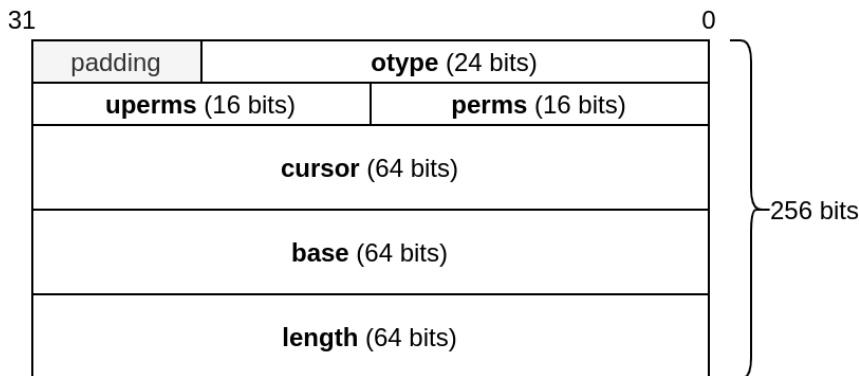 31 0
padding otype (24 bits)
uperms (16 bits) perms (16 bits)
cursor (64 bits)
256 bits
base (64 bits)
length (64 bits)